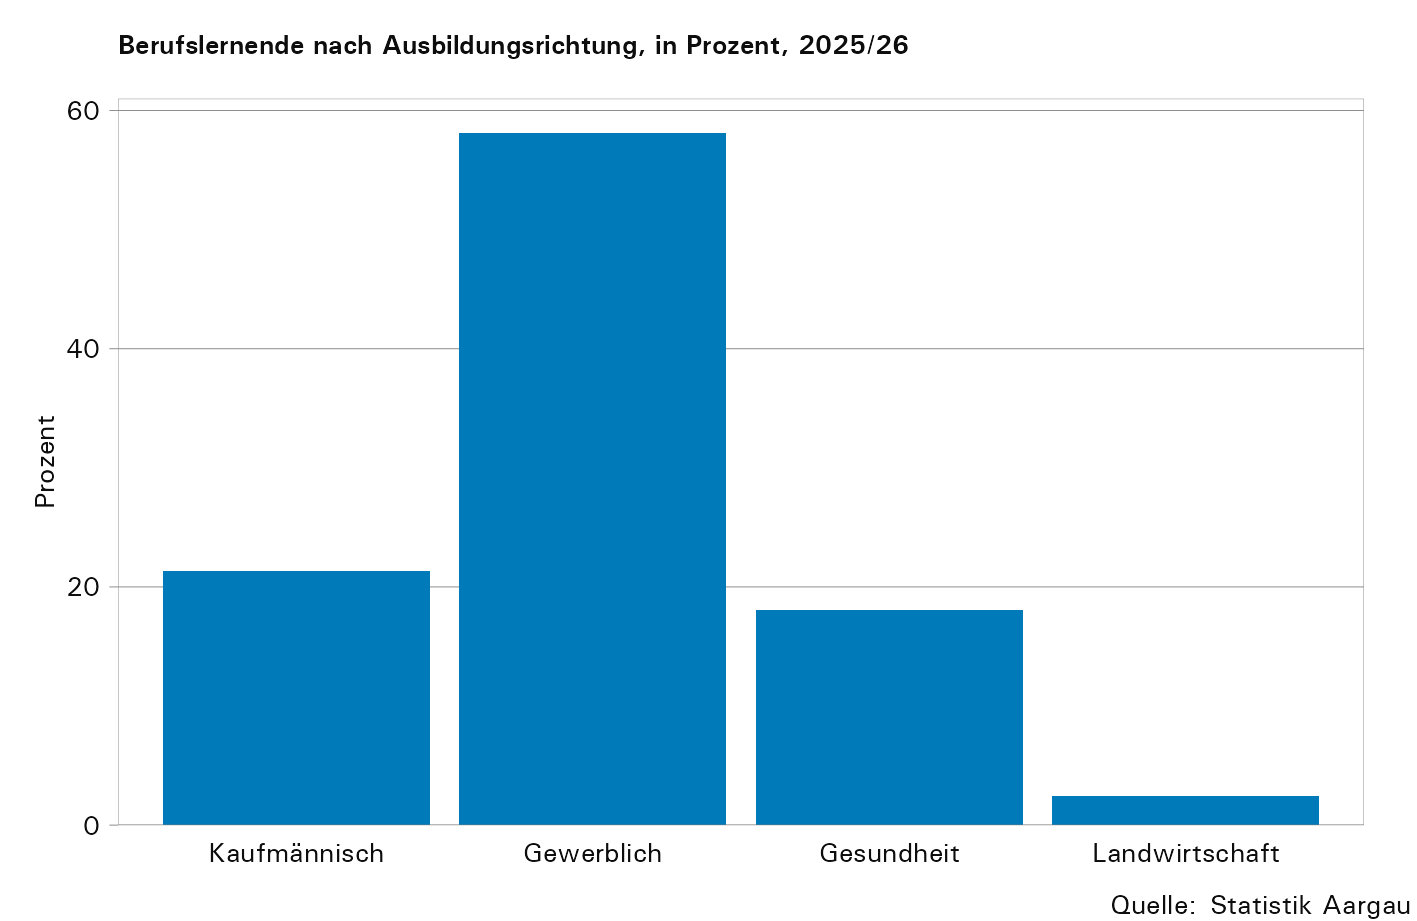 Berufslernende nach Ausbildungsrichtung, in Prozent, 2025/26
60
40
20
0
Prozent
Kaufmännisch
Gewerblich
Gesundheit
Landwirtschaft
Quelle: Statistik Aargau